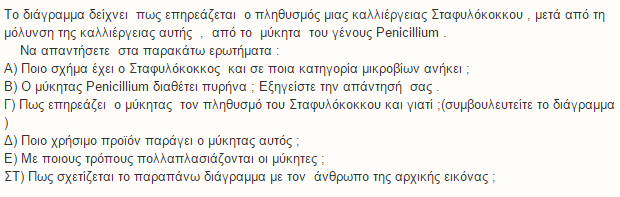 Το διάγραμμα δείχνει πως επηρεάζεται ο πληθυσμός μιας καλλιέργειας Σταφυλόκοκκου , μετά από τη
μόλυνση της καλλιέργειας αυτής , από το μύκητα του γένους Penicillium .
Να απαντήσετε στα παρακάτω ερωτήματα :
Α) Ποιο σχήμα έχει ο Σταφυλόκοκκος και σε ποια κατηγορία μικροβίων ανήκει ;
Β) Ο μύκητας Penicillium διαθέτει πυρήνα ; Εξηγείστε την απάντησή σας .
Γ) Πως επηρεάζει ο μύκητας τον πληθυσμό του Σταφυλόκοκκου και γιατί ;(συμβουλευτείτε το διάγραμμα
)
Δ) Ποιο χρήσιμο προϊόν παράγει ο μύκητας αυτός ;
Ε) Με ποιους τρόπους πολλαπλασιάζονται οι μύκητες ;
ΣΤ) Πως σχετίζεται το παραπάνω διάγραμμα με τον άνθρωπο της αρχικής εικόνας ;